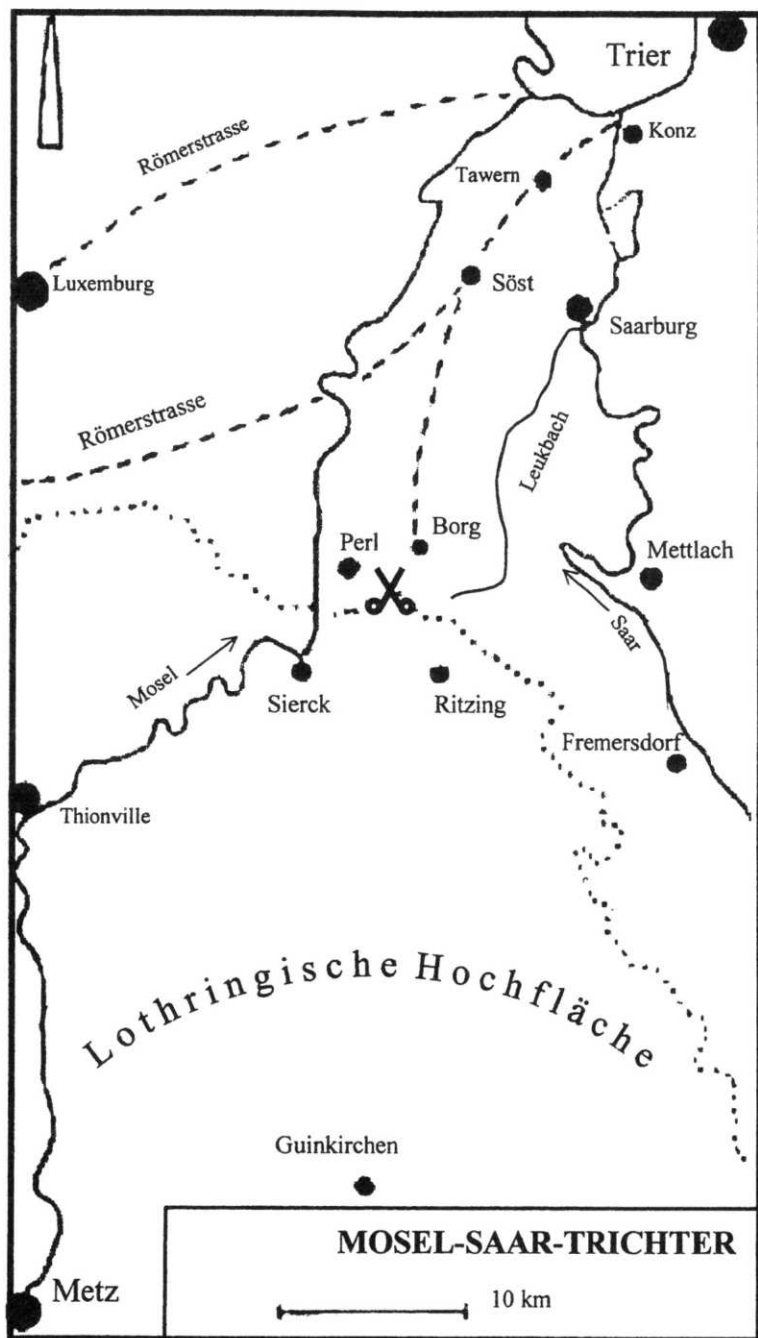 Trier
Konz
Römerstrasse
Tawern
Luxemburg
Söst
Saarburg
Römerstrasse
Leukbach
Borg
Perl
Mettlach
Saar
Mosel
Sierck
Ritzing
Fremersdorf
Thionville
Lothringische Hochfläche
Guinkirchen
MOSEL-SAAR-TRICHTER
Metz
10 km